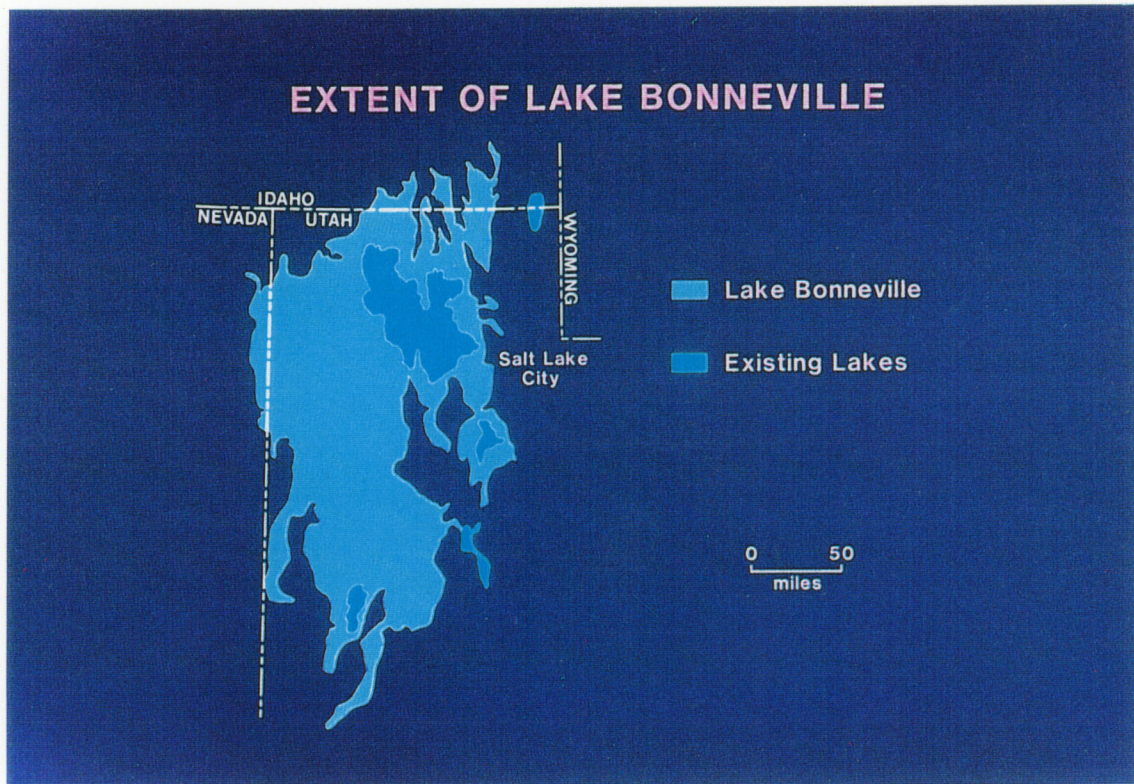 EXTENT OF LAKE BONNEVILLE
IDAHO
NEVADA UTAH
WYOMING
Lake Bonneville
Salt Lake
City
Existing Lakes
0 50
miles